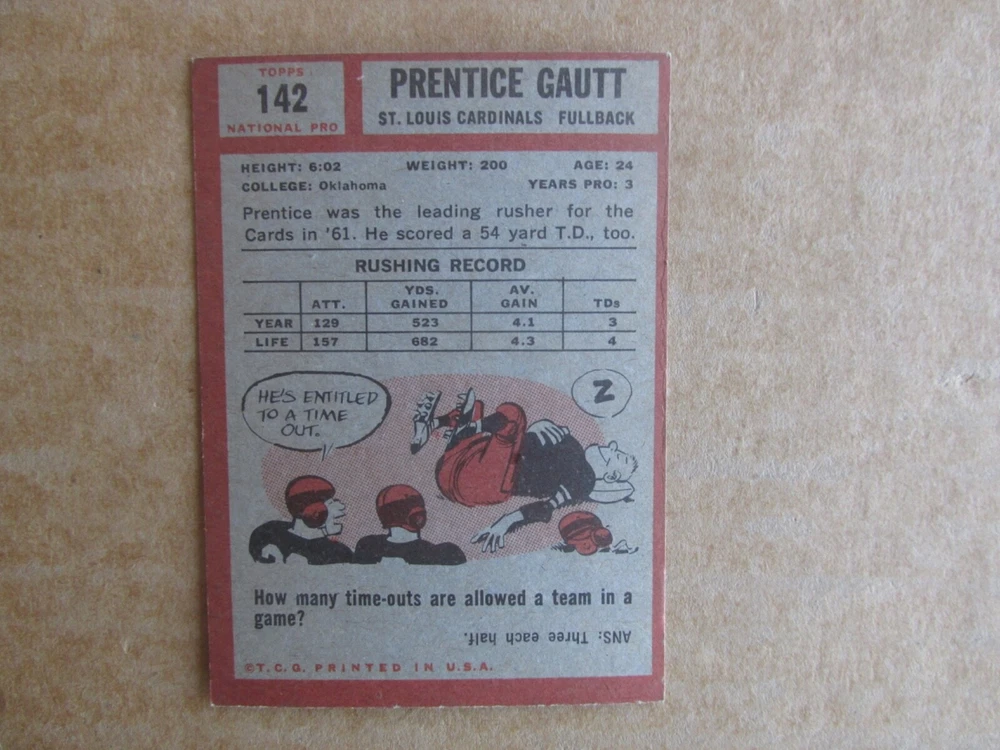 TOPPS
142
NATIONAL PRO
PRENTICE GAUTT
ST. LOUIS CARDINALS FULLBACK
HEIGHT: 6:02 WEIGHT: 200 AGE: 24
COLLEGE: Oklahoma YEARS PRO: 3
Prentice was the leading rusher for the
Cards in '61. He scored a 54 yard T.D., too.
RUSHING RECORD
ATT. YDS. GAINED AV. GAIN TDs
YEAR 129 523 4.1 3
LIFE 157 682 4.3 4
HE'S ENTITLED
TO A TIME
OUT.
Z
How many time-outs are allowed a team in a
game?
ANS: Three each half.
©T.C.G. PRINTED IN U.S.A.